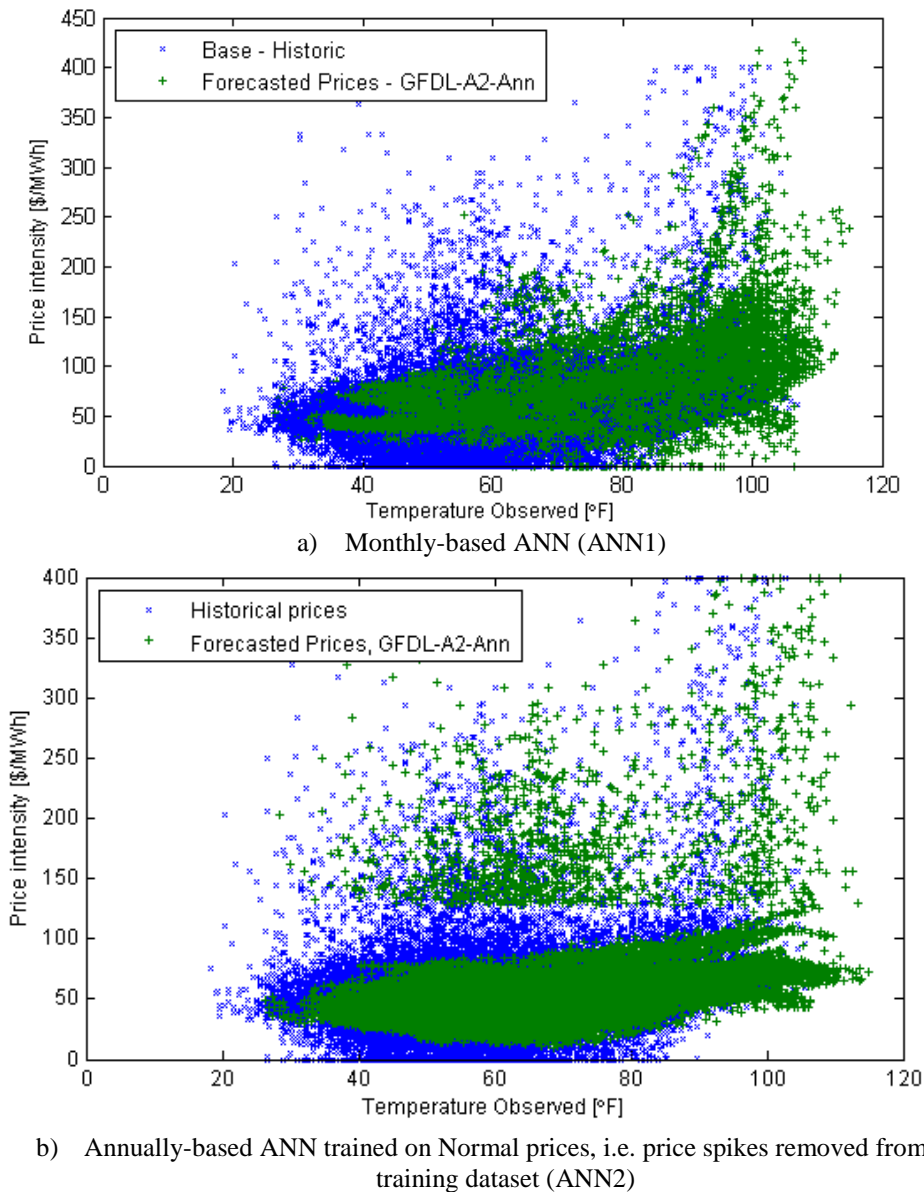 450
400
350
300
250
200
150
100
50
0
Price intensity [$/MWh]
Base - Historic
Forecasted Prices - GFDL-A2-Ann
0 20 40 60 80 100 120
Temperature Observed [°F]
a) Monthly-based ANN (ANN1)
400
350
300
250
200
150
100
50
0
Price intensity [$/MWh]
Historical prices
Forecasted Prices, GFDL-A2-Ann
0 20 40 60 80 100 120
Temperature Observed [°F]
b) Annually-based ANN trained on Normal prices, i.e. price spikes removed from
training dataset (ANN2)